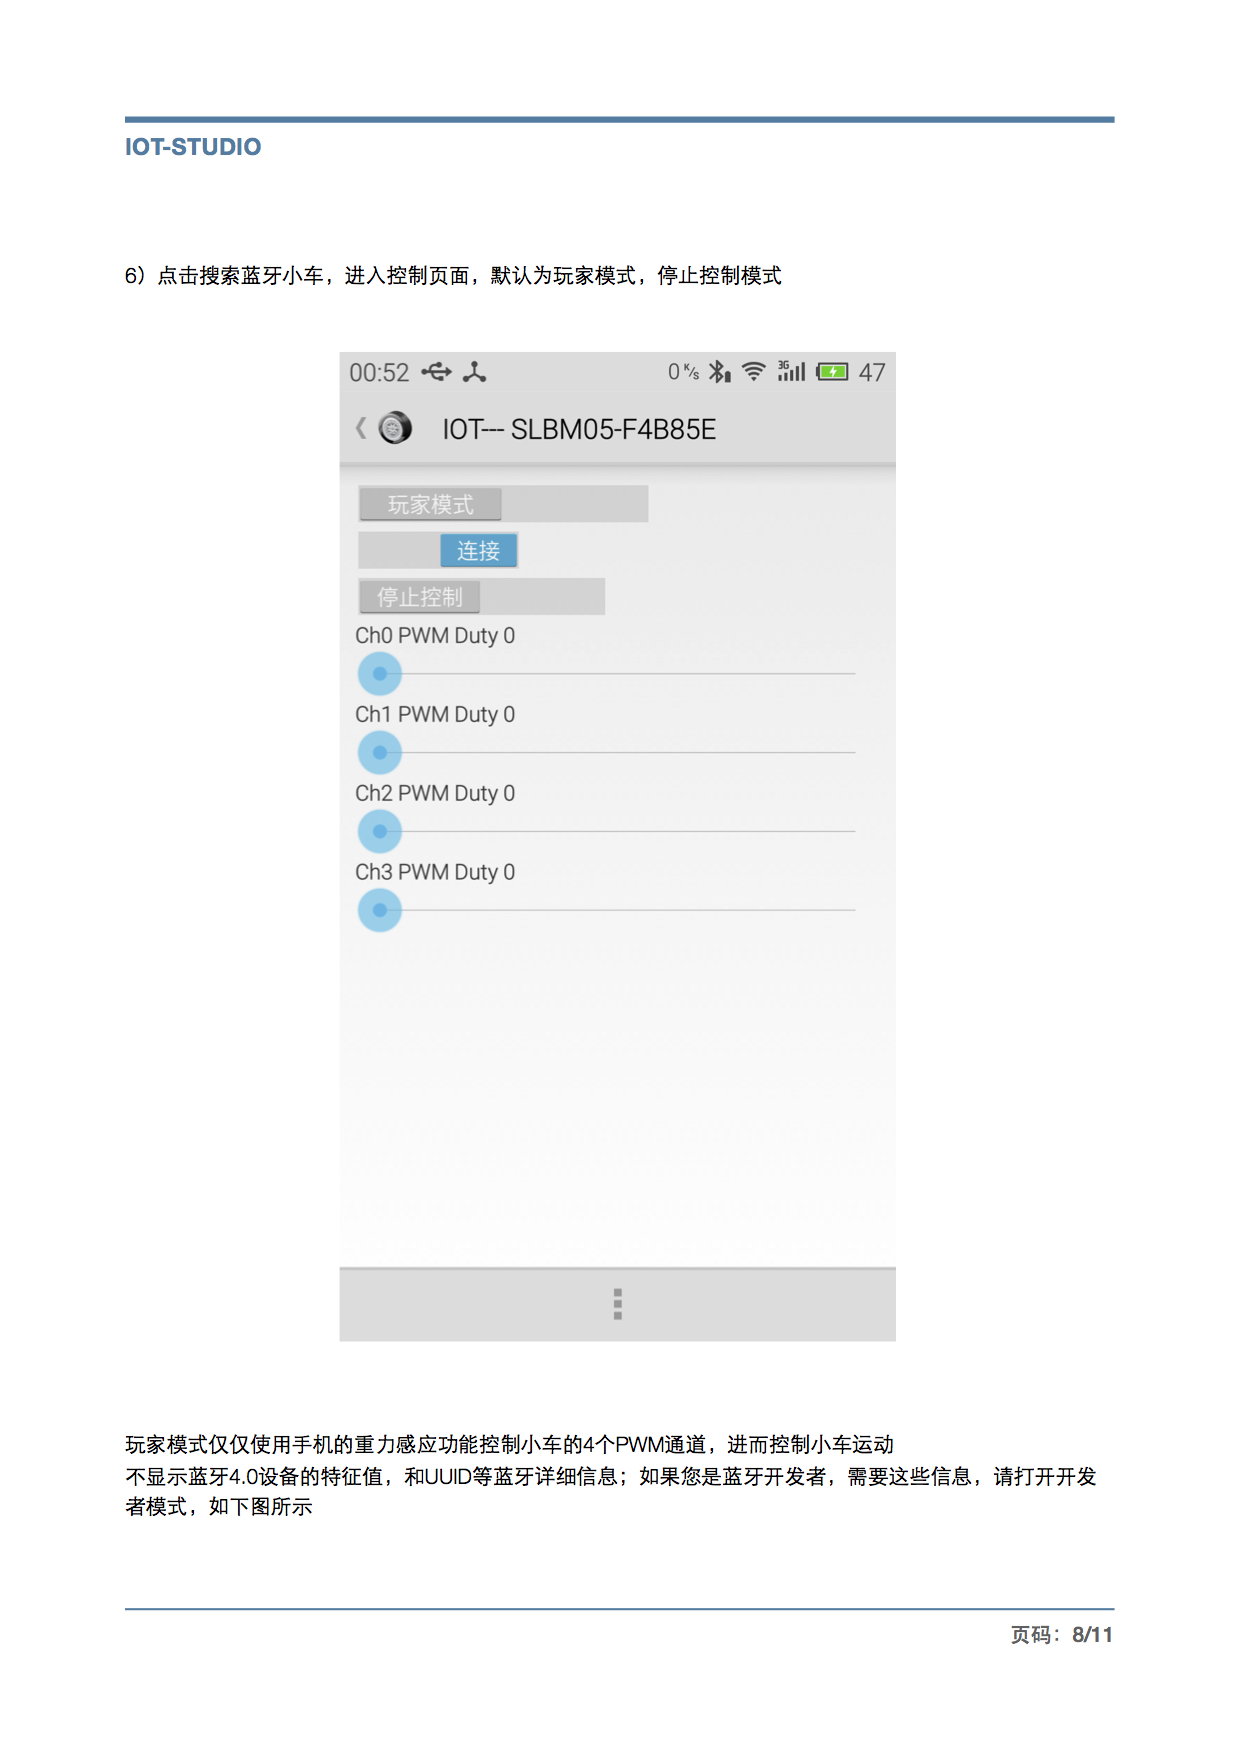 IOT-STUDIO
6）点击搜索蓝牙小车，进入控制页面，默认为玩家模式，停止控制模式
00:52 0 K/s 3G 47
IOT--- SLBM05-F4B85E
玩家模式
连接
停止控制
Ch0 PWM Duty 0
Ch1 PWM Duty 0
Ch2 PWM Duty 0
Ch3 PWM Duty 0
玩家模式仅仅使用手机的重力感应功能控制小车的4个PWM通道，进而控制小车运动
不显示蓝牙4.0设备的特征值，和UUID等蓝牙详细信息；如果您是蓝牙开发者，需要这些信息，请打开开发
者模式，如下图所示
页码：8/11